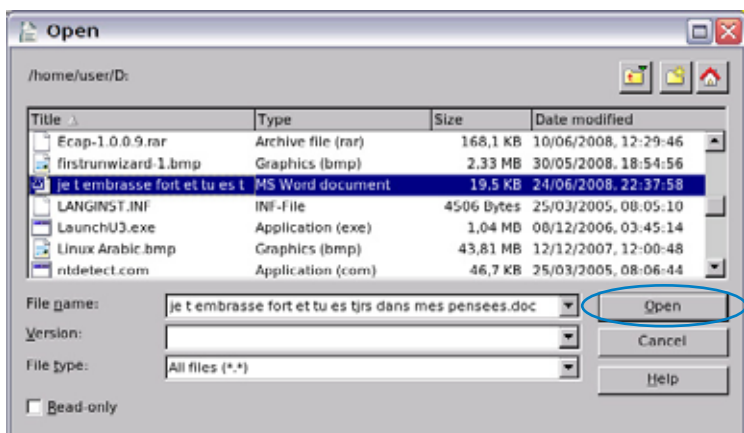 Open
/home/user/D:
Title Type Size Date modified
Ecap-1.0.0.9.rar Archive file (rar) 168,1 KB 10/06/2008, 12:29:46
firstrunwizard-1.bmp Graphics (bmp) 2,33 MB 30/05/2008, 18:54:56
je t embrasse fort et tu es t MS Word document 19,5 KB 24/06/2008, 22:37:58
LANGINST.INF INF-File 4506 Bytes 25/03/2005, 08:05:10
LaunchU3.exe Application (exe) 1,04 MB 08/12/2006, 03:45:14
Linux Arabic.bmp Graphics (bmp) 43,81 MB 12/12/2007, 12:00:48
ntdetect.com Application (com) 46,7 KB 25/03/2005, 08:06:44
File name: je t embrasse fort et tu es tjrs dans mes pensees.doc Open
Version: Cancel
File type: All files (*.*) Help
Read-only